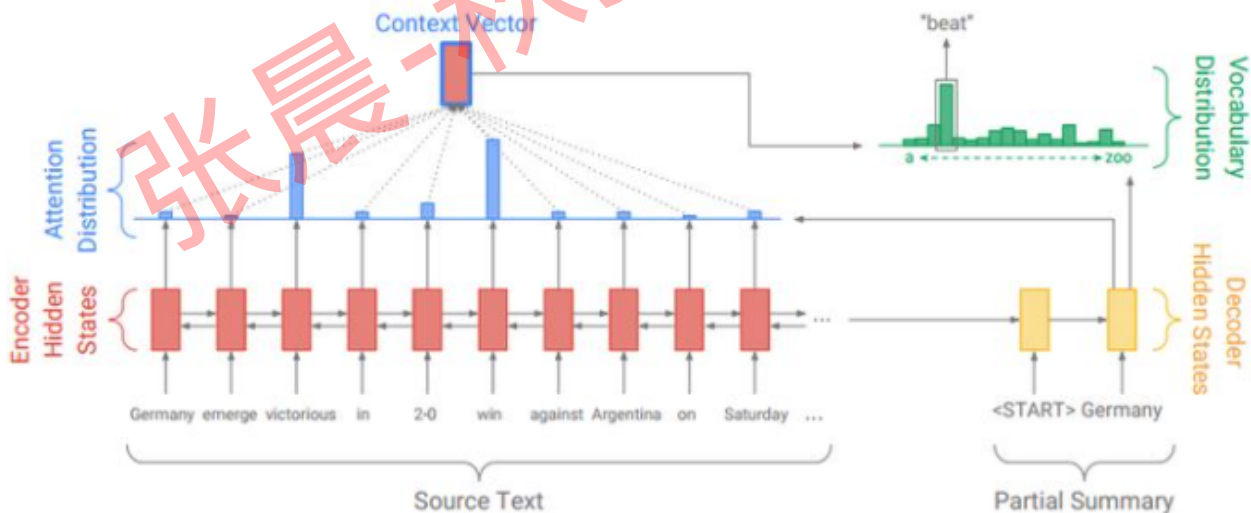 Context Vector
"beat"
Vocabulary
Distribution
a
zoo
Attention
Distribution
Encoder
Hidden
States
Decoder
Hidden States
Germany emerge victorious in 2-0 win against Argentina on Saturday ...
...
<START> Germany
Source Text
Partial Summary
张晨-秋